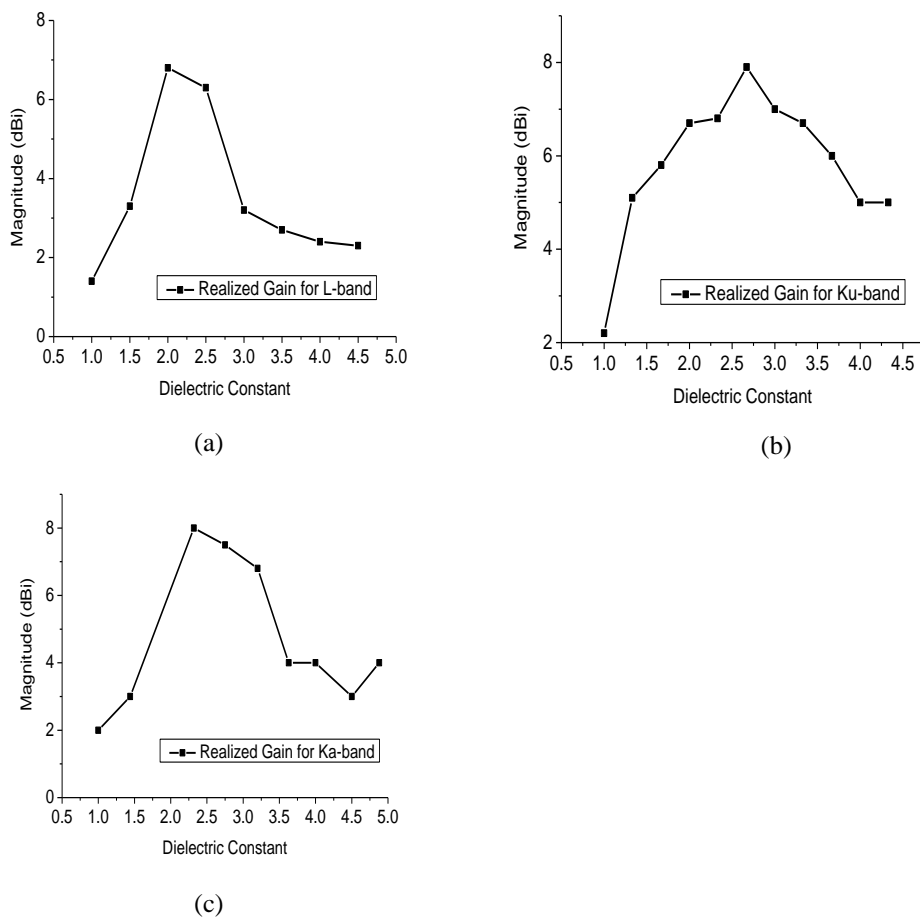 8
6
4
2
0
Magnitude (dBi)
Realized Gain for L-band
0.5 1.0 1.5 2.0 2.5 3.0 3.5 4.0 4.5 5.0
Dielectric Constant
(a)
8
6
4
2
Magnitude (dBi)
Realized Gain for Ku-band
0.5 1.0 1.5 2.0 2.5 3.0 3.5 4.0 4.5
Dielectric Constant
(b)
8
6
4
2
0
Magnitude (dBi)
Realized Gain for Ka-band
0.5 1.0 1.5 2.0 2.5 3.0 3.5 4.0 4.5 5.0
Dielectric Constant
(c)